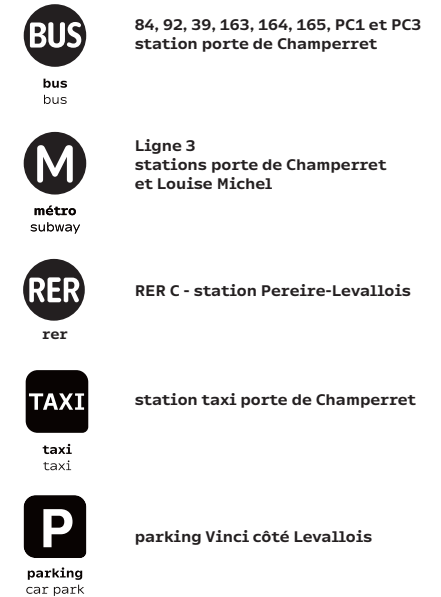 BUS
84, 92, 39, 163, 164, 165, PC1 et PC3
station porte de Champerret
bus
bus
M
Ligne 3
stations porte de Champerret
et Louise Michel
métro
subway
RER
RER C - station Pereire-Levallois
rer
TAXI
station taxi porte de Champerret
taxi
taxi
P
parking Vinci côté Levallois
parking
car park